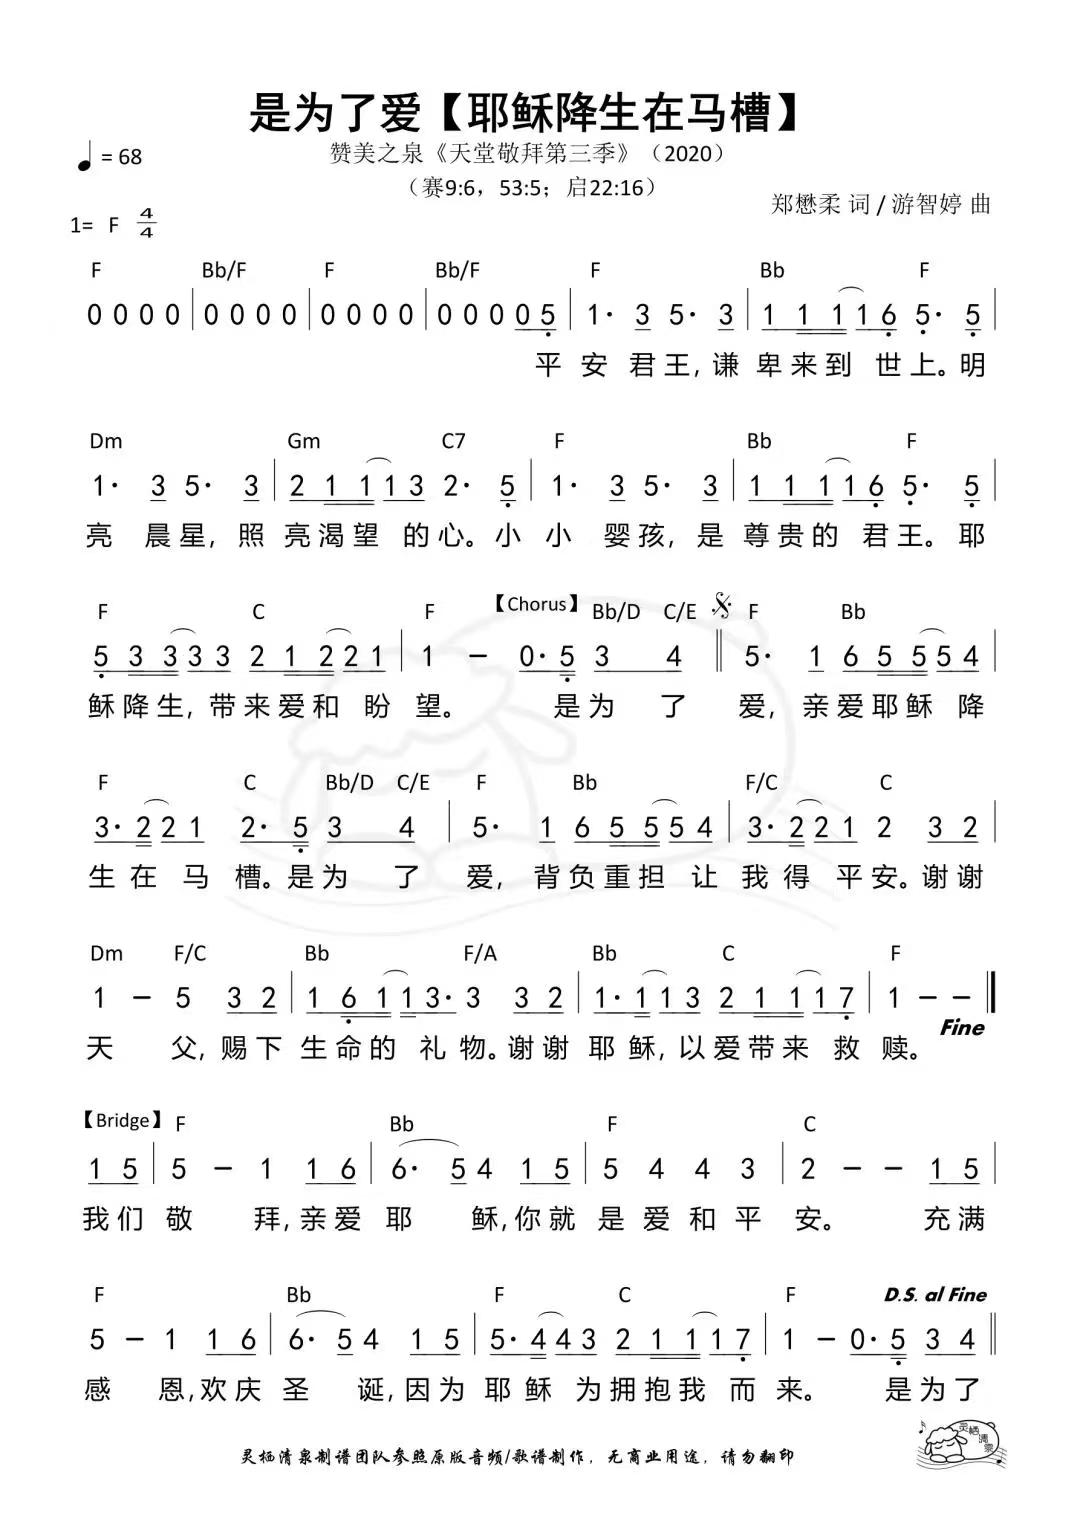 是为了爱【耶稣降生在马槽】
赞美之泉《天堂敬拜第三季》（2020）
♩= 68
（赛9:6，53:5；启22:16）
郑懋柔 词 / 游智婷 曲
1= F 4/4
F Bb/F F Bb/F F Bb F
0 0 0 0 | 0 0 0 0 | 0 0 0 0 | 0 0 0 0 5 | 1· 3 5· 3 | 1 1 1 1 6 5· 5 |
平 安 君 王, 谦 卑 来 到 世 上。明
Dm Gm C7 F Bb F
1· 3 5· 3 | 2 1 1 1 3 2· 5 | 1· 3 5· 3 | 1 1 1 1 6 5· 5 |
亮 晨 星, 照 亮 渴 望 的 心。小 小 婴 孩, 是 尊 贵 的 君 王。耶
F C F 【Chorus】 Bb/D C/E 𝄋 F Bb
5 3 3 3 3 2 1 2 2 1 | 1 – 0· 5 3 4 ‖ 5· 1 6 5 5 5 4 |
稣 降 生, 带 来 爱 和 盼 望。 是 为 了 爱, 亲 爱 耶 稣 降
F C Bb/D C/E F Bb F/C C
3· 2 2 1 2· 5 3 4 | 5· 1 6 5 5 5 4 | 3· 2 2 1 2 3 2 |
生 在 马 槽。是 为 了 爱, 背 负 重 担 让 我 得 平 安。谢 谢
Dm F/C Bb F/A Bb C F
1 – 5 3 2 | 1 6 1 1 3· 3 3 2 | 1· 1 1 3 2 1 1 1 7 | 1 – – ‖
Fine
天 父, 赐 下 生 命 的 礼 物。谢 谢 耶 稣, 以 爱 带 来 救 赎。
【Bridge】 F Bb F C
1 5 | 5 – 1 1 6 | 6· 5 4 1 5 | 5 4 4 3 | 2 – – 1 5 |
我 们 敬 拜, 亲 爱 耶 稣, 你 就 是 爱 和 平 安。 充 满
F Bb F C F D.S. al Fine
5 – 1 1 6 | 6· 5 4 1 5 | 5· 4 4 3 2 1 1 1 7 | 1 – 0· 5 3 4 ‖
感 恩, 欢 庆 圣 诞, 因 为 耶 稣 为 拥 抱 我 而 来。 是 为 了
灵栖清泉制谱团队参照原版音频/歌谱制作，无商业用途，请勿翻印
灵栖清泉